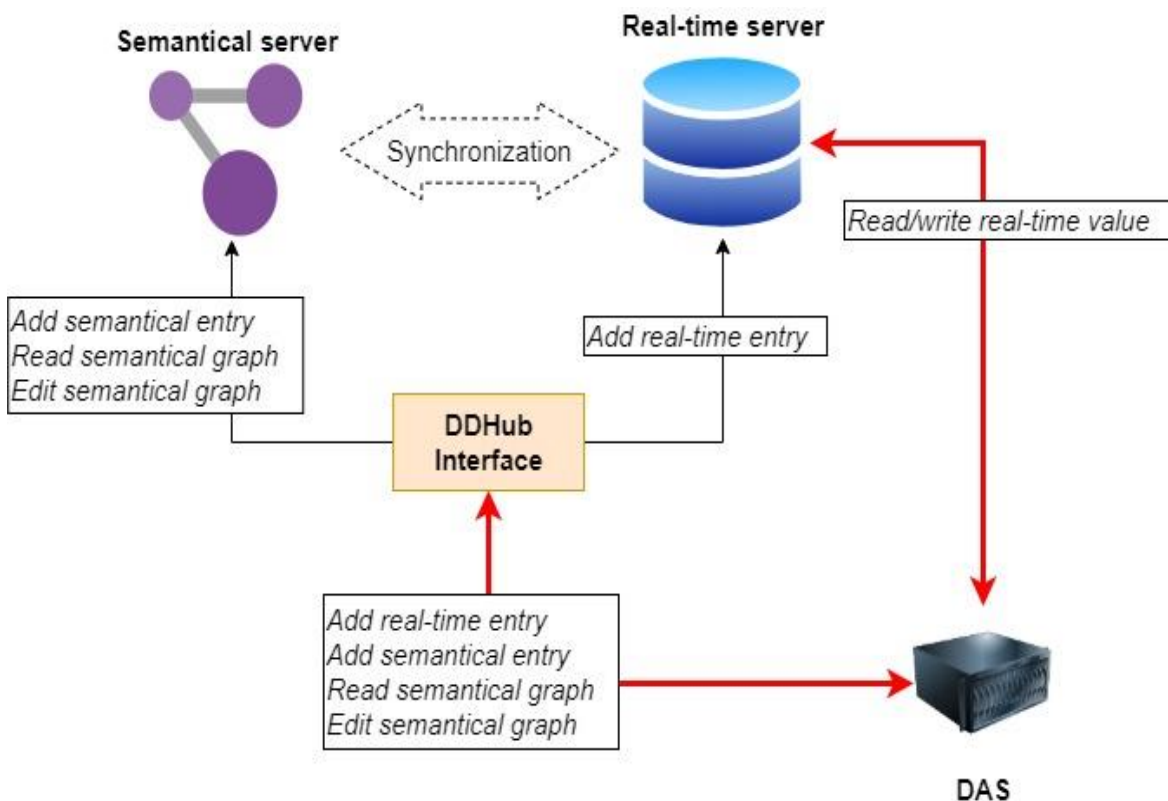 Semantical server
Real-time server
Synchronization
Read/write real-time value
Add semantical entry
Read semantical graph
Edit semantical graph
Add real-time entry
DDHub
Interface
Add real-time entry
Add semantical entry
Read semantical graph
Edit semantical graph
DAS